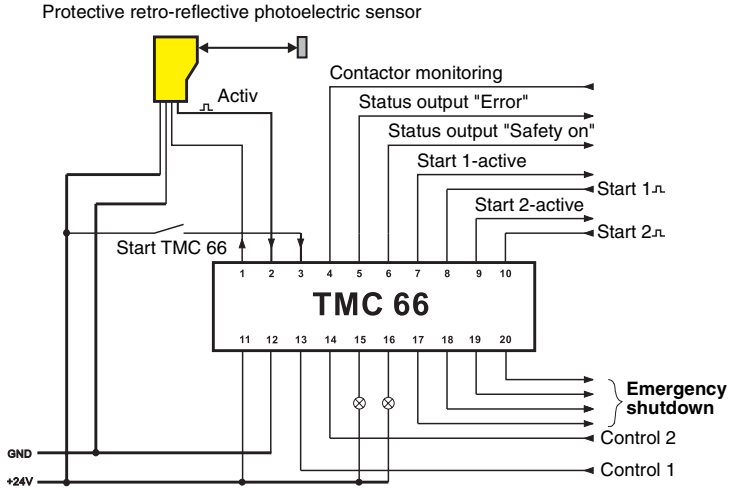 Protective retro-reflective photoelectric sensor
Activ
Contactor monitoring
Status output "Error"
Status output "Safety on"
Start 1-active
Start 1
Start 2-active
Start 2
Start TMC 66
1 2 3 4 5 6 7 8 9 10
TMC 66
11 12 13 14 15 16 17 18 19 20
Emergency
shutdown
Control 2
Control 1
GND
+24V